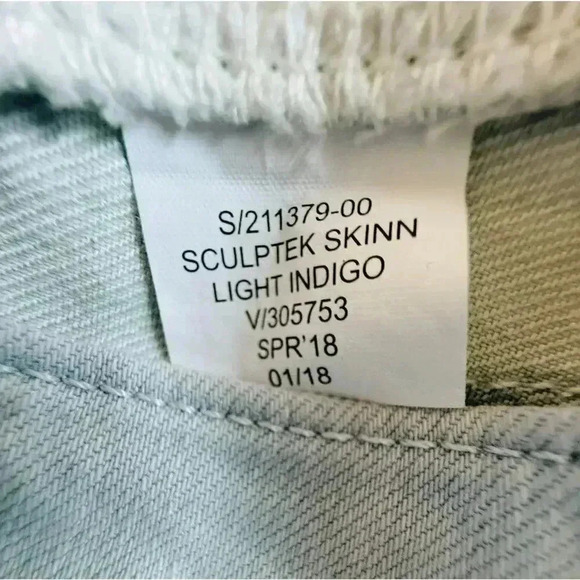 S/211379-00
SCULPTEK SKINN
LIGHT INDIGO
V/305753
SPR'18
01/18